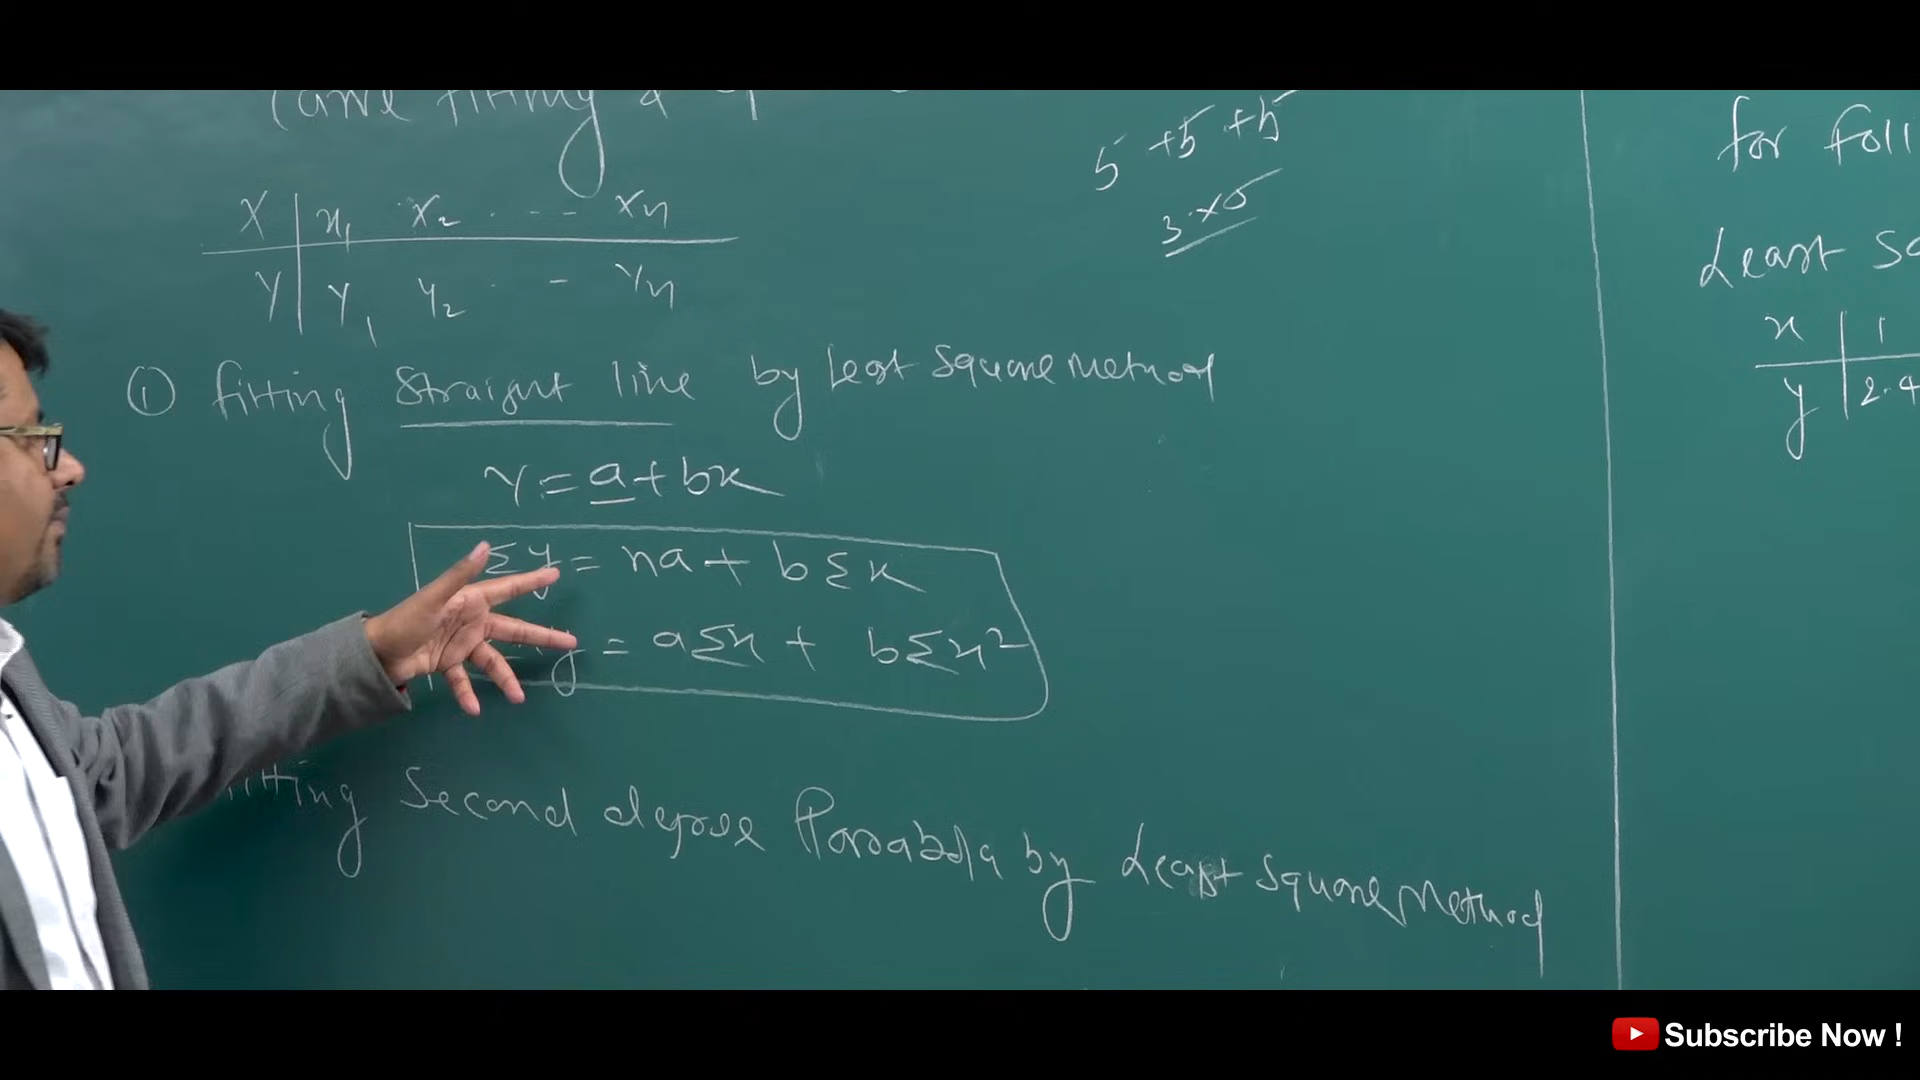 X | x₁ x₂ - - - xn
Y | y₁ y₂ - - yn
5 +5 +5
3 × 5
① fitting Straight line by least square Method
Y = a + bx
Σy = na + bΣx
y = aΣx + bΣx²
Second degree Parabola by Least Square Method
for foll
Least Sq
x | 1
y | 2.4
Subscribe Now !